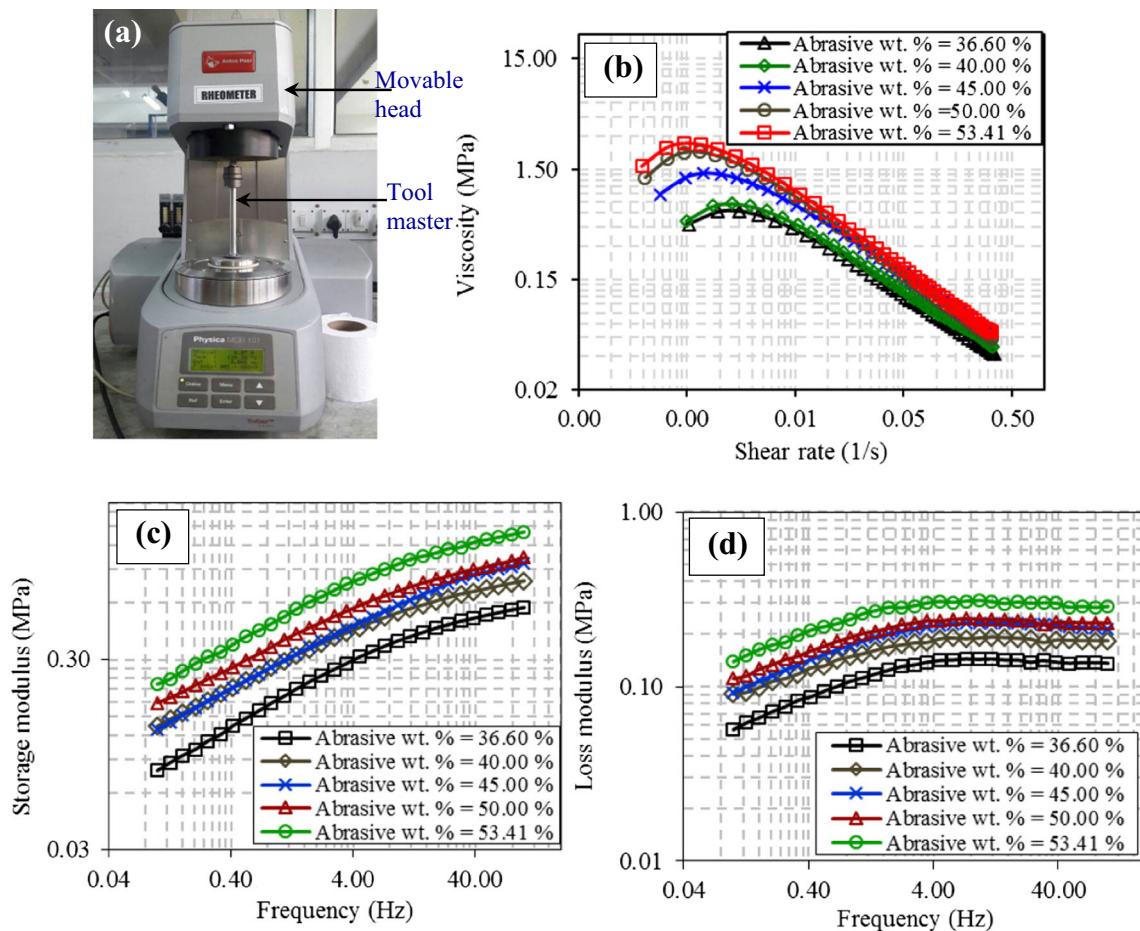 (a)
Anton Paar
RHEOMETER
Movable
head
Tool
master
Physica MCR 101
Menu
Enter
(b)
Abrasive wt. % = 36.60 %
Abrasive wt. % = 40.00 %
Abrasive wt. % = 45.00 %
Abrasive wt. % =50.00 %
Abrasive wt. % = 53.41 %
Viscosity (MPa)
15.00
1.50
0.15
0.02
0.00
0.00
0.01
0.05
0.50
Shear rate (1/s)
(c)
Storage modulus (MPa)
0.30
0.03
Abrasive wt. % = 36.60 %
Abrasive wt. % = 40.00 %
Abrasive wt. % = 45.00 %
Abrasive wt. % = 50.00 %
Abrasive wt. % = 53.41 %
0.04
0.40
4.00
40.00
Frequency (Hz)
(d)
Loss modulus (MPa)
1.00
0.10
0.01
Abrasive wt. % = 36.60 %
Abrasive wt. % = 40.00 %
Abrasive wt. % = 45.00 %
Abrasive wt. % = 50.00 %
Abrasive wt. % = 53.41 %
0.04
0.40
4.00
40.00
Frequency (Hz)